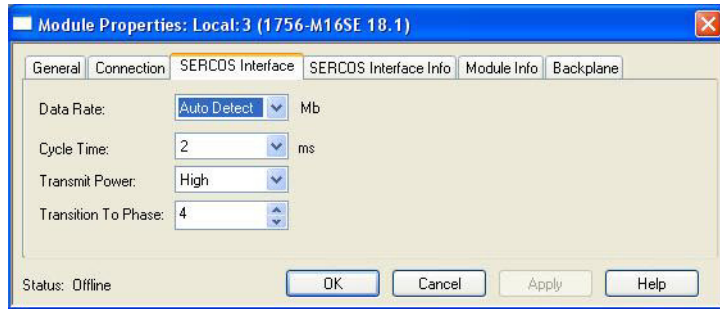 Module Properties: Local:3 (1756-M16SE 18.1)
General Connection SERCOS Interface SERCOS Interface Info Module Info Backplane
Data Rate: Auto Detect Mb
Cycle Time: 2 ms
Transmit Power: High
Transition To Phase: 4
Status: Offline OK Cancel Apply Help